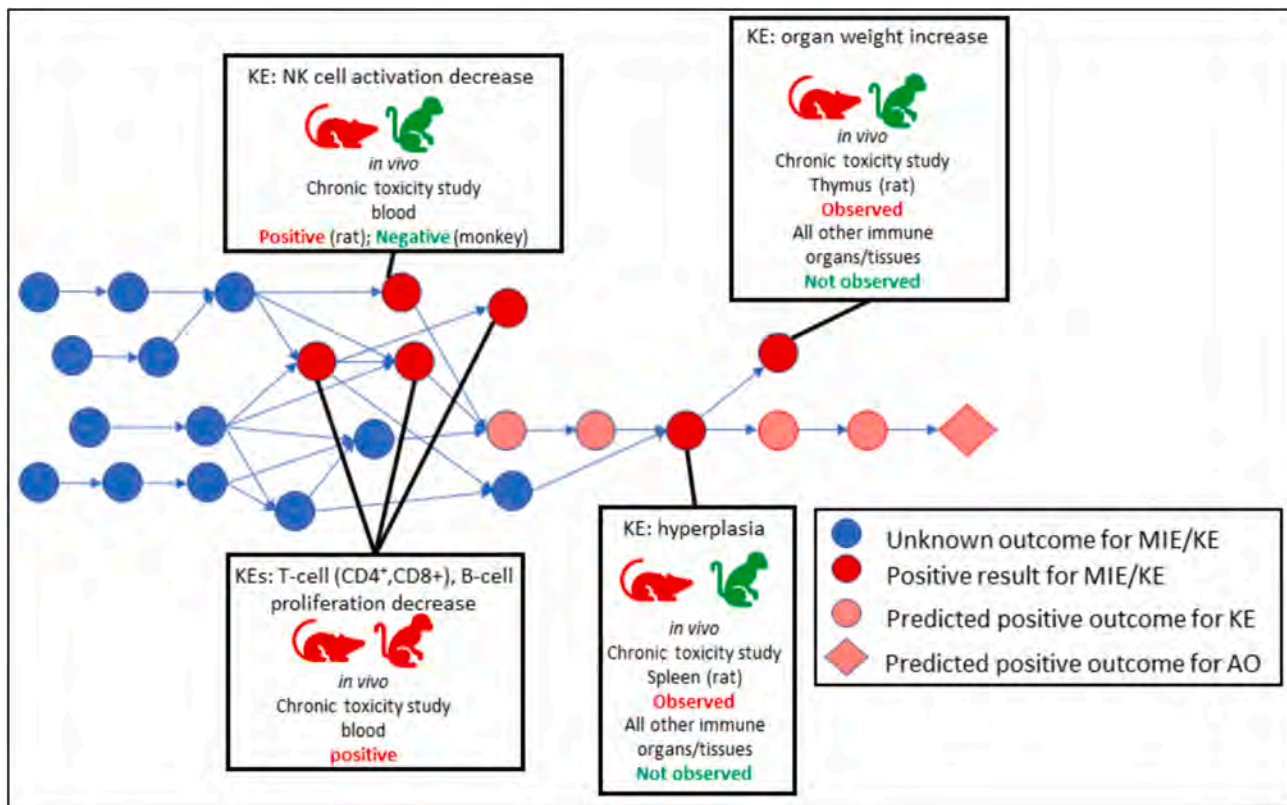 KE: NK cell activation decrease
in vivo
Chronic toxicity study
blood
Positive (rat); Negative (monkey)
KE: organ weight increase
in vivo
Chronic toxicity study
Thymus (rat)
Observed
All other immune
organs/tissues
Not observed
KEs: T-cell (CD4⁺,CD8+), B-cell
proliferation decrease
in vivo
Chronic toxicity study
blood
positive
KE: hyperplasia
in vivo
Chronic toxicity study
Spleen (rat)
Observed
All other immune
organs/tissues
Not observed
Unknown outcome for MIE/KE
Positive result for MIE/KE
Predicted positive outcome for KE
Predicted positive outcome for AO